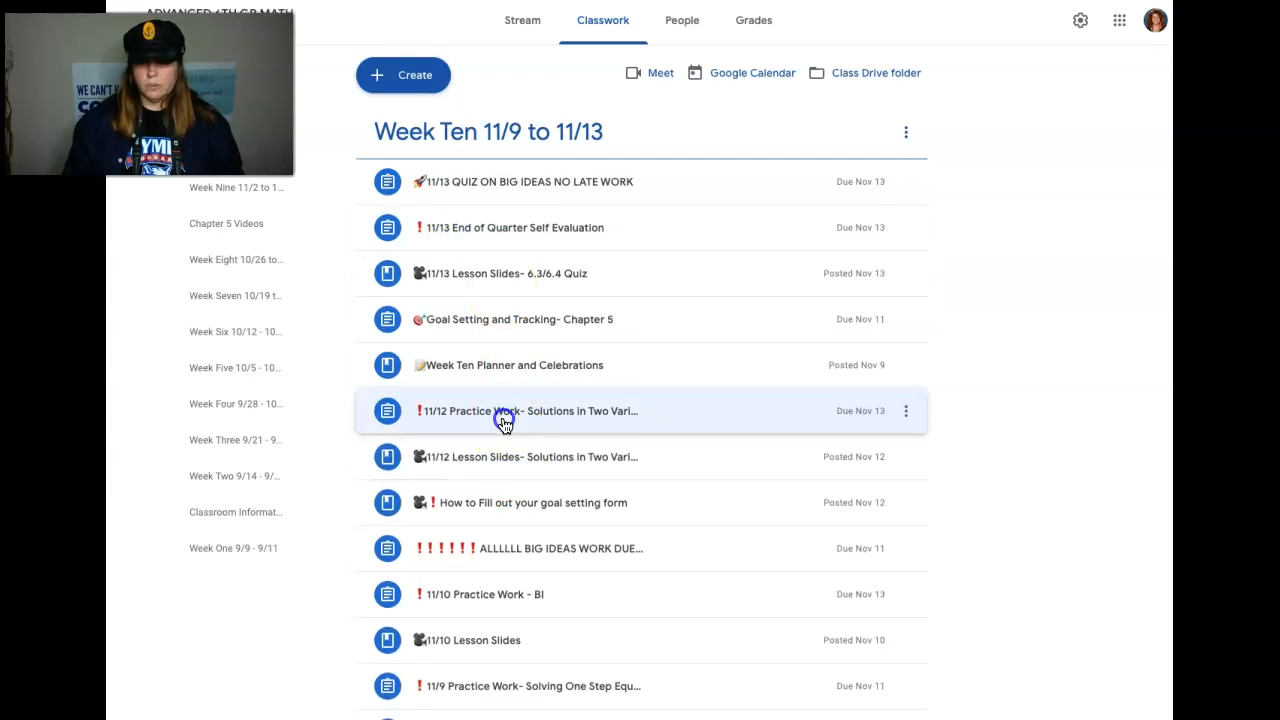 ADVANCED 6TH GR MATH
Stream
Classwork
People
Grades
WE CAN'T
Create
Meet
Google Calendar
Class Drive folder
Week Ten 11/9 to 11/13
🚀11/13 QUIZ ON BIG IDEAS NO LATE WORK
Due Nov 13
❗ 11/13 End of Quarter Self Evaluation
Due Nov 13
🎥11/13 Lesson Slides- 6.3/6.4 Quiz
Posted Nov 13
🎯Goal Setting and Tracking- Chapter 5
Due Nov 11
📝Week Ten Planner and Celebrations
Posted Nov 9
❗11/12 Practice Work- Solutions in Two Vari...
Due Nov 13
🎥11/12 Lesson Slides- Solutions in Two Vari...
Posted Nov 12
🎥❗How to Fill out your goal setting form
Posted Nov 12
❗❗❗❗❗❗ ALLLLLL BIG IDEAS WORK DUE...
Due Nov 11
❗ 11/10 Practice Work - BI
Due Nov 13
🎥11/10 Lesson Slides
Posted Nov 10
❗ 11/9 Practice Work- Solving One Step Equ...
Due Nov 11
Week Nine 11/2 to 1...
Chapter 5 Videos
Week Eight 10/26 to...
Week Seven 10/19 t...
Week Six 10/12 - 10...
Week Five 10/5 - 10...
Week Four 9/28 - 10...
Week Three 9/21 - 9...
Week Two 9/14 - 9/...
Classroom Informat...
Week One 9/9 - 9/11